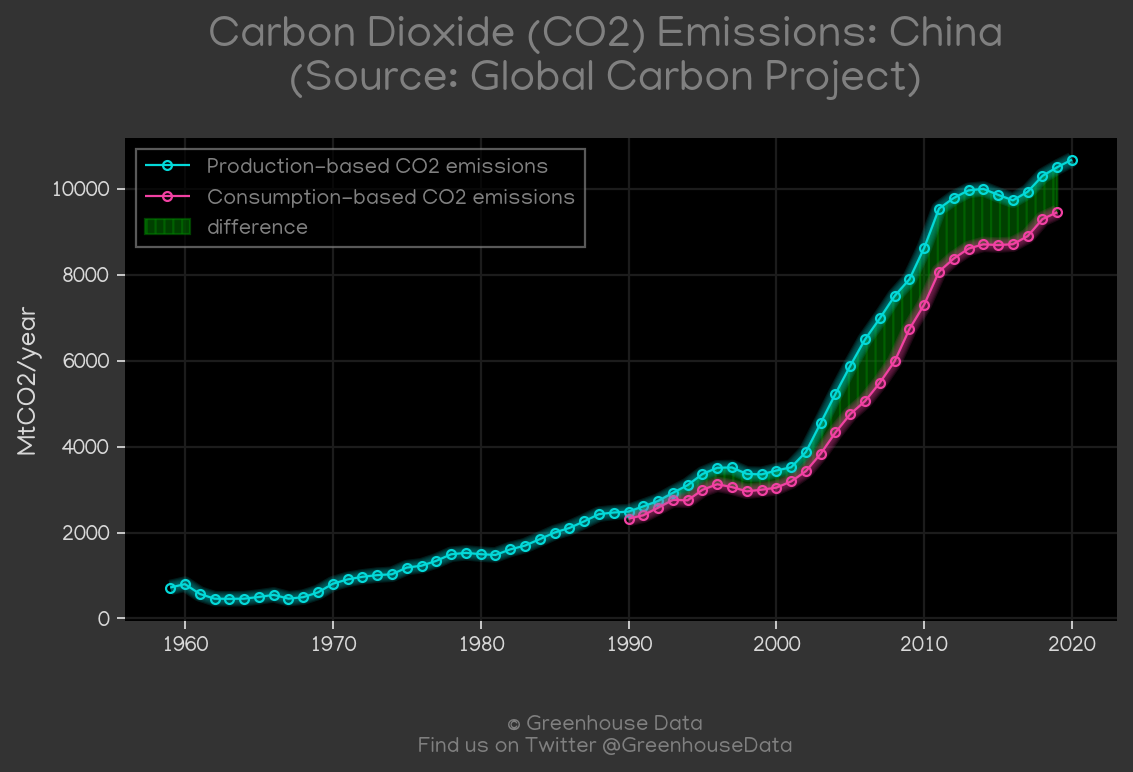 Carbon Dioxide (CO2) Emissions: China
(Source: Global Carbon Project)
Production-based CO2 emissions
Consumption-based CO2 emissions
difference
MtCO2/year
10000
8000
6000
4000
2000
0
1960 1970 1980 1990 2000 2010 2020
© Greenhouse Data
Find us on Twitter @GreenhouseData